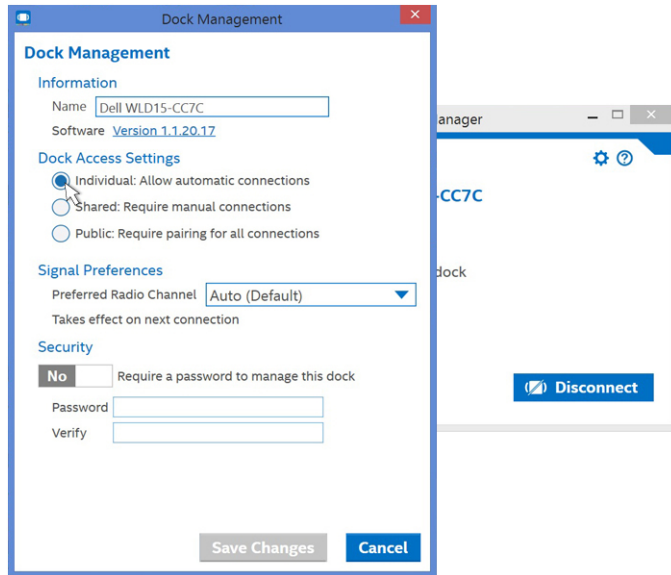 Dock Management
Dock Management
Information
Name Dell WLD15-CC7C
Software Version 1.1.20.17
Dock Access Settings
Individual: Allow automatic connections
Shared: Require manual connections
Public: Require pairing for all connections
Signal Preferences
Preferred Radio Channel Auto (Default)
Takes effect on next connection
Security
No Require a password to manage this dock
Password
Verify
Save Changes Cancel
anager
-CC7C
dock
Disconnect